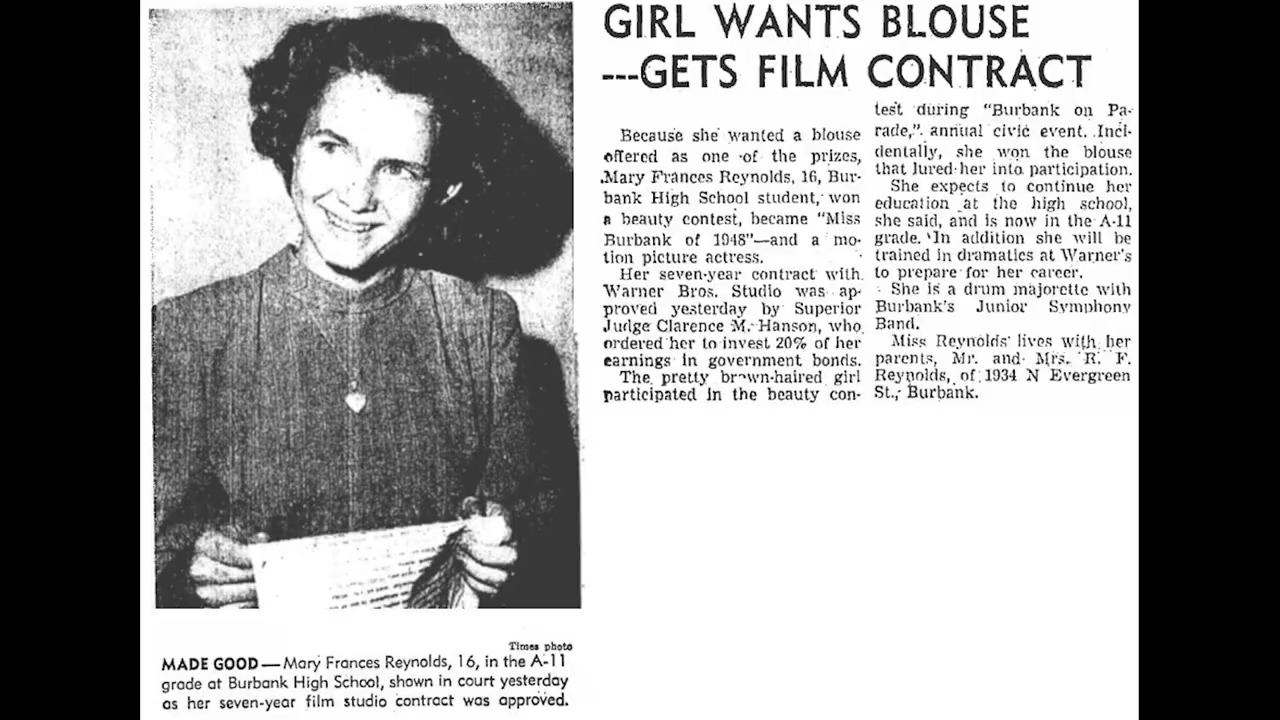 GIRL WANTS BLOUSE
---GETS FILM CONTRACT
Because she wanted a blouse
offered as one of the prizes,
Mary Frances Reynolds, 16, Bur-
bank High School student, won
a beauty contest, became "Miss
Burbank of 1948"—and a mo-
tion picture actress.
Her seven-year contract with
Warner Bros. Studio was ap-
proved yesterday by Superior
Judge Clarence M. Hanson, who
ordered her to invest 20% of her
earnings in government bonds.
The pretty brown-haired girl
participated in the beauty con-
test during "Burbank on Pa-
rade," annual civic event. Inci-
dentally, she won the blouse
that lured her into participation.
She expects to continue her
education at the high school,
she said, and is now in the A-11
grade. In addition she will be
trained in dramatics at Warner's
to prepare for her career.
She is a drum majorette with
Burbank's Junior Symphony
Band.
Miss Reynolds lives with her
parents, Mr. and Mrs. R. F.
Reynolds, of 1934 N Evergreen
St., Burbank.
Times photo
MADE GOOD—Mary Frances Reynolds, 16, in the A-11
grade at Burbank High School, shown in court yesterday
as her seven-year film studio contract was approved.